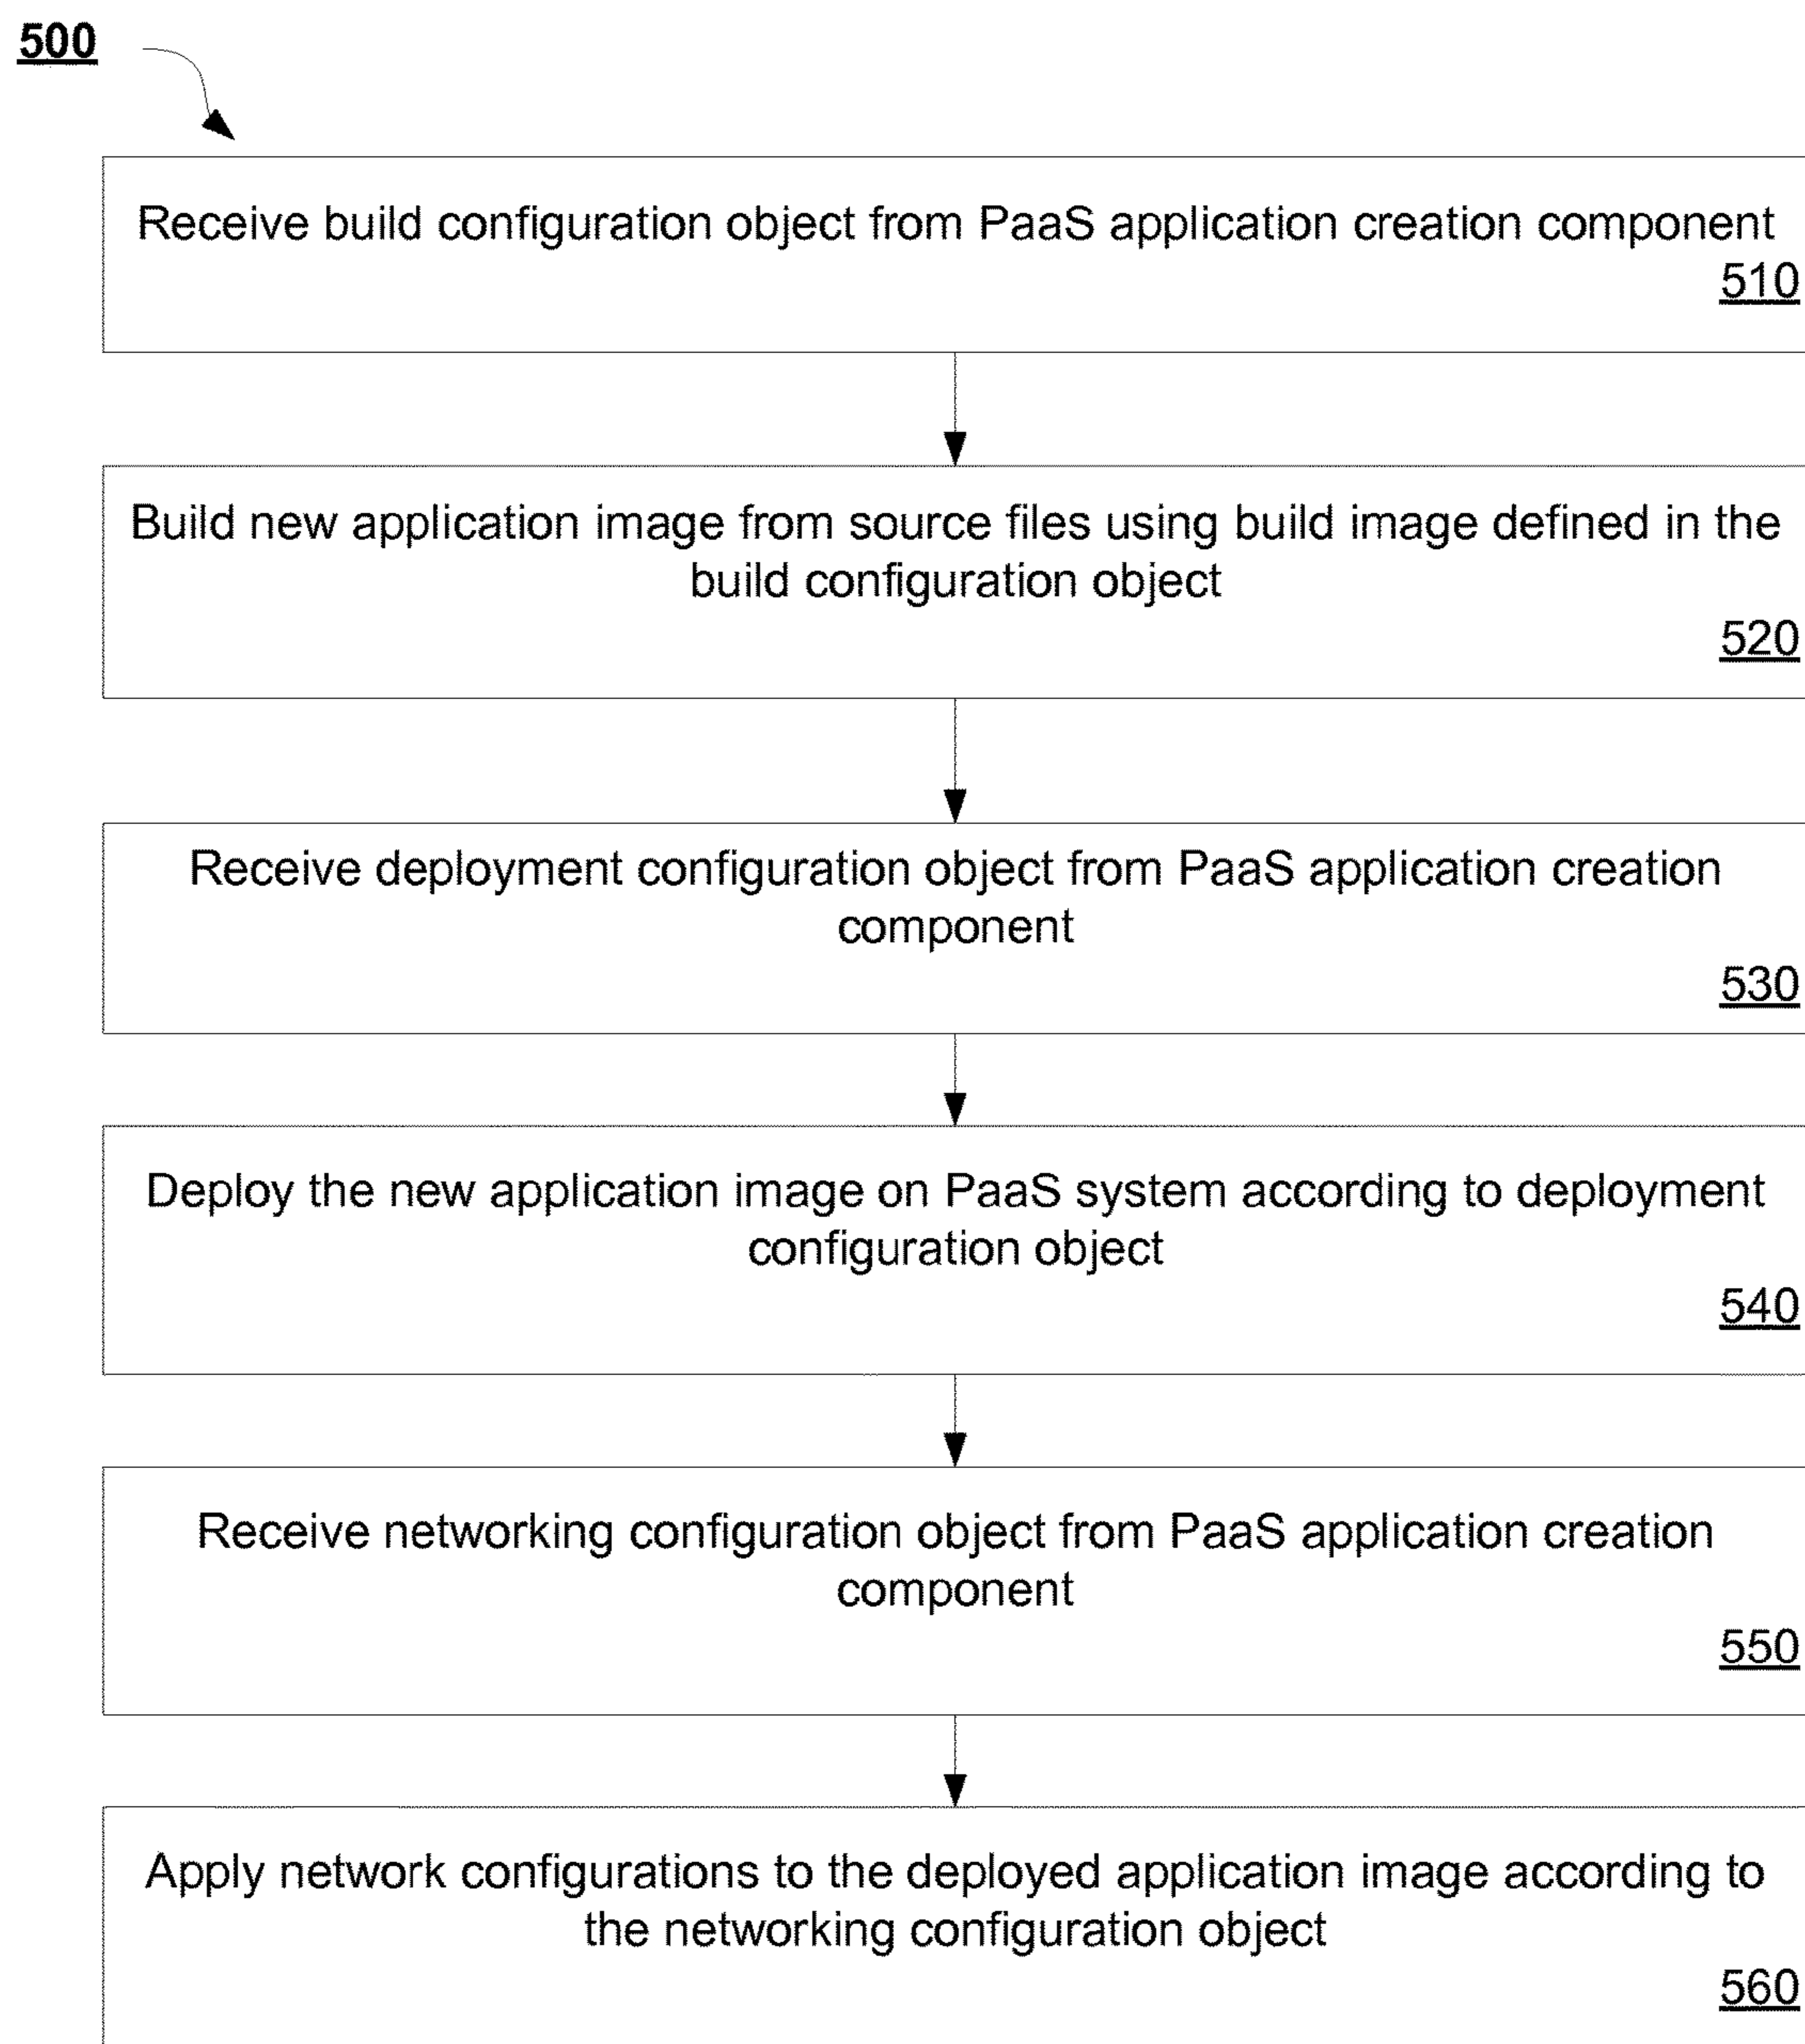 500
Receive build configuration object from PaaS application creation component
510
Build new application image from source files using build image defined in the
build configuration object
520
Receive deployment configuration object from PaaS application creation
component
530
Deploy the new application image on PaaS system according to deployment
configuration object
540
Receive networking configuration object from PaaS application creation
component
550
Apply network configurations to the deployed application image according to
the networking configuration object
560